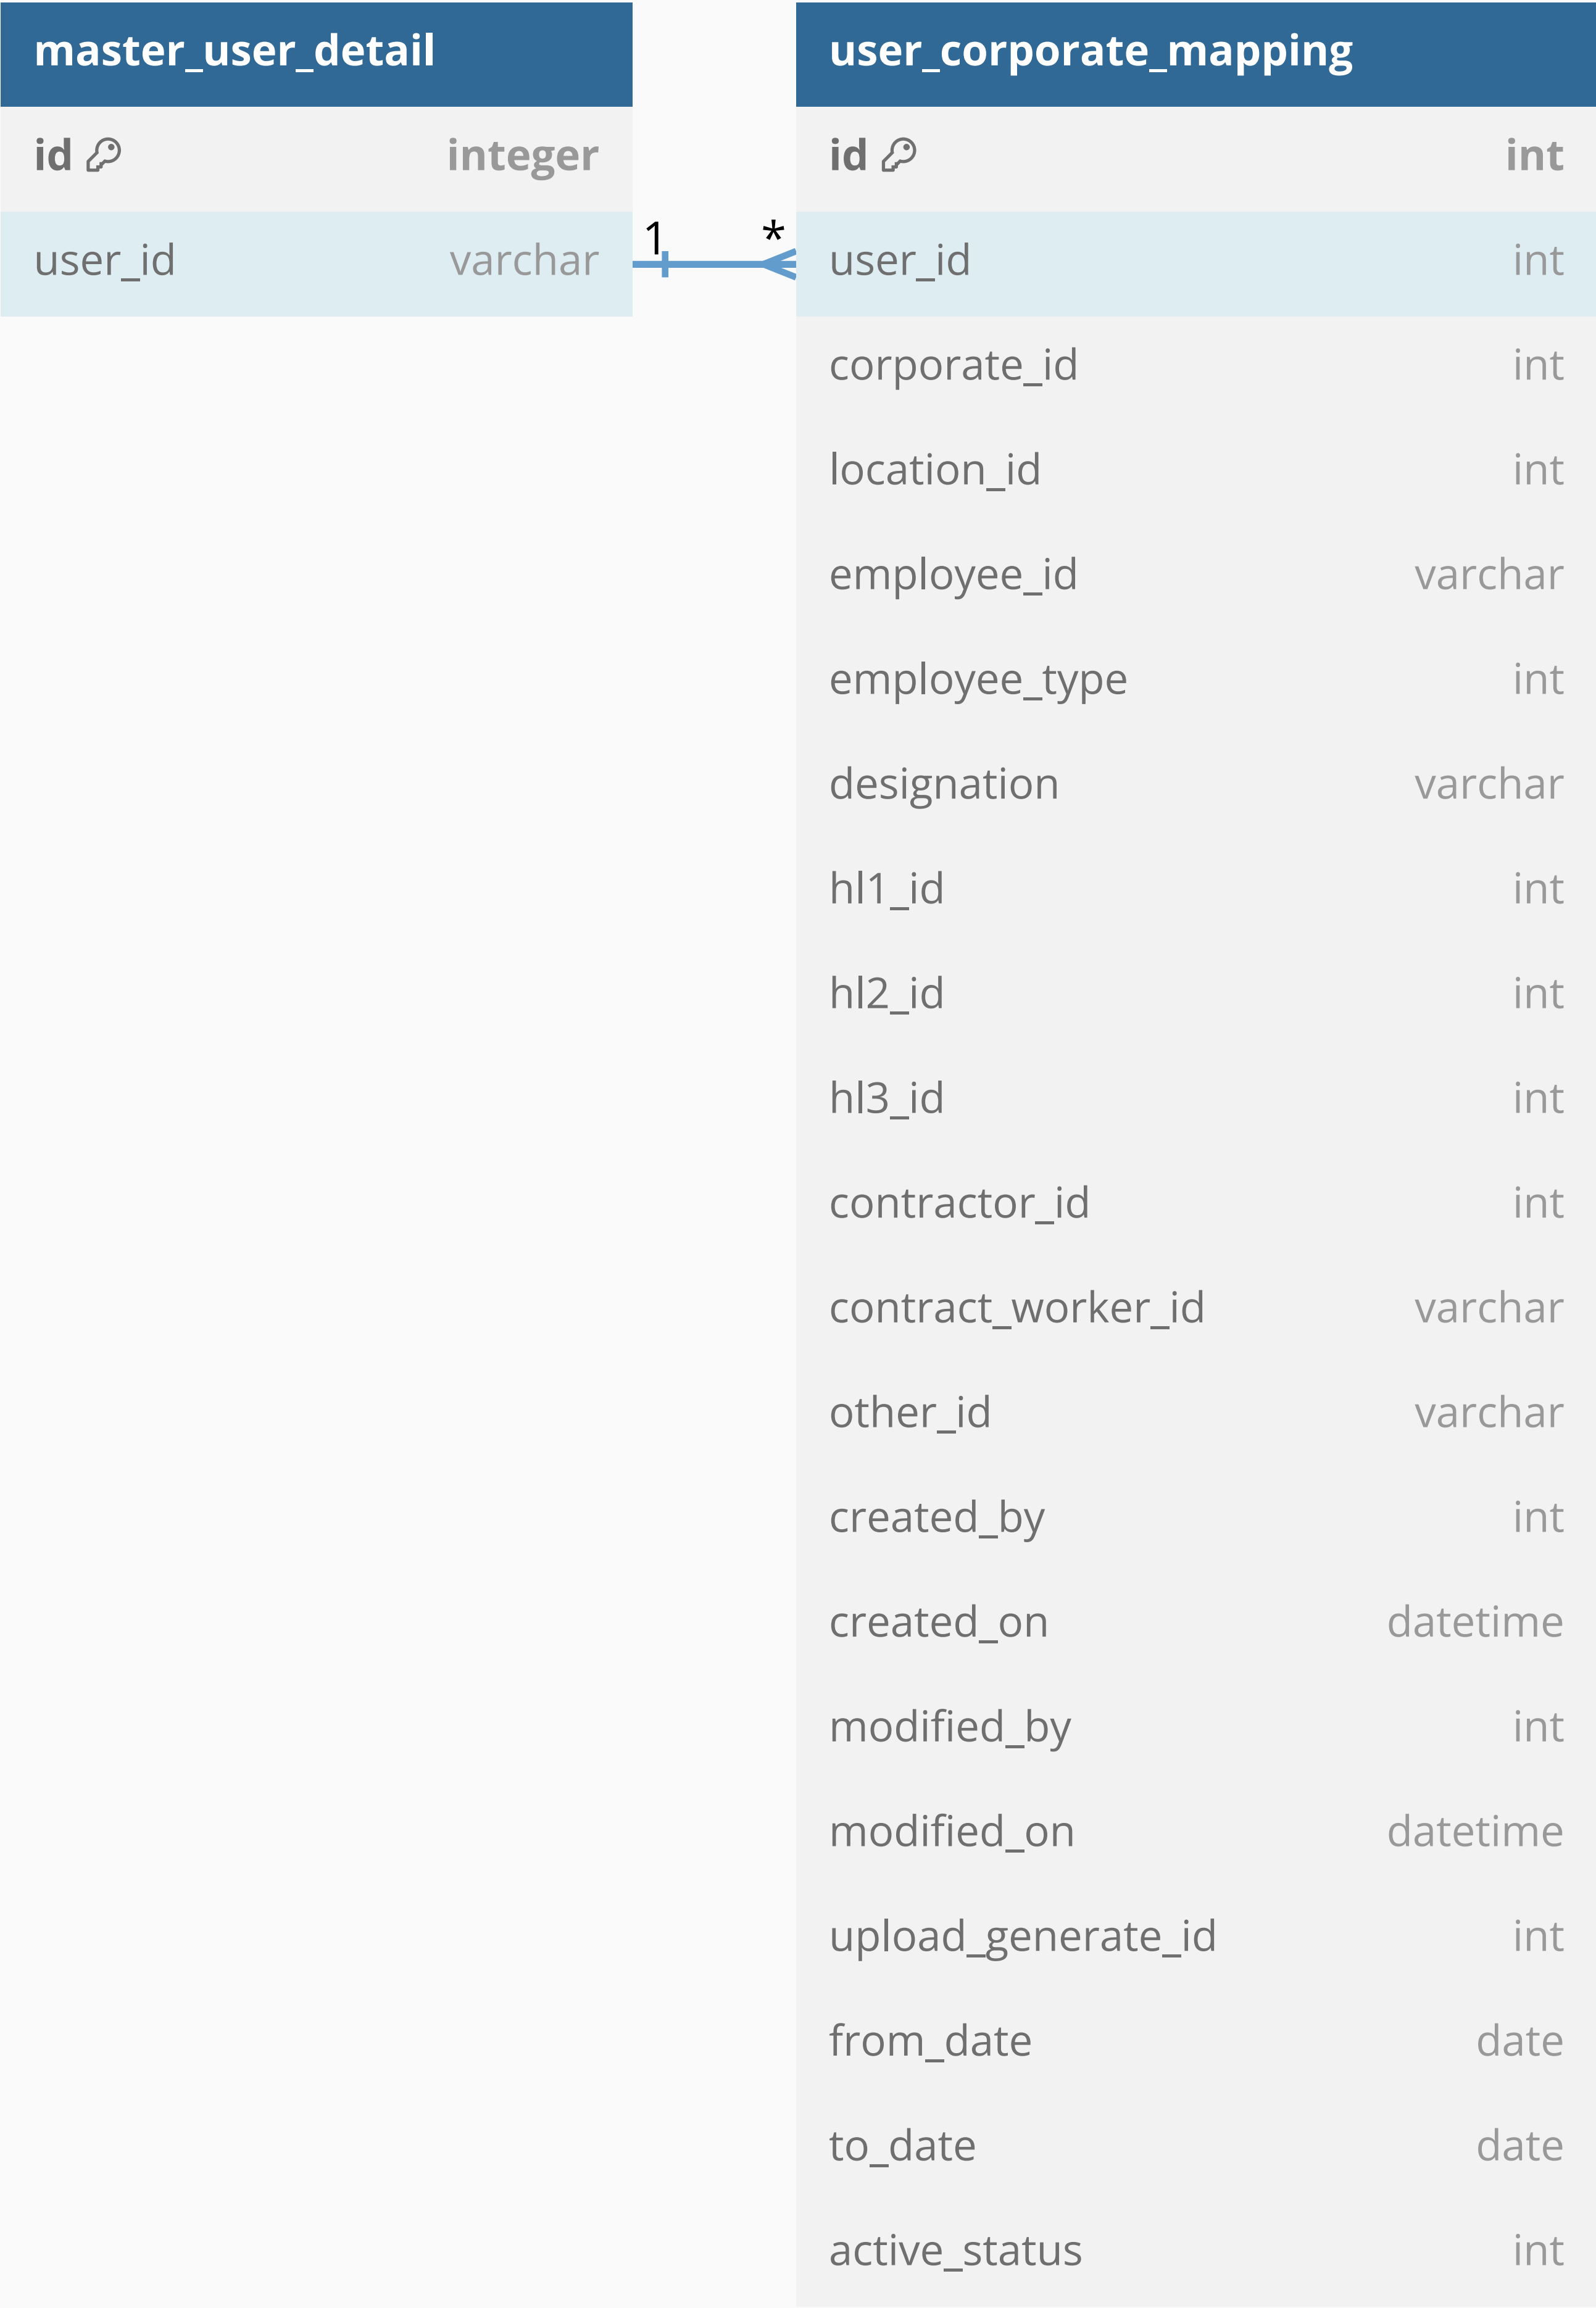 master_user_detail
id integer
user_id varchar
1 *
user_corporate_mapping
id int
user_id int
corporate_id int
location_id int
employee_id varchar
employee_type int
designation varchar
hl1_id int
hl2_id int
hl3_id int
contractor_id int
contract_worker_id varchar
other_id varchar
created_by int
created_on datetime
modified_by int
modified_on datetime
upload_generate_id int
from_date date
to_date date
active_status int